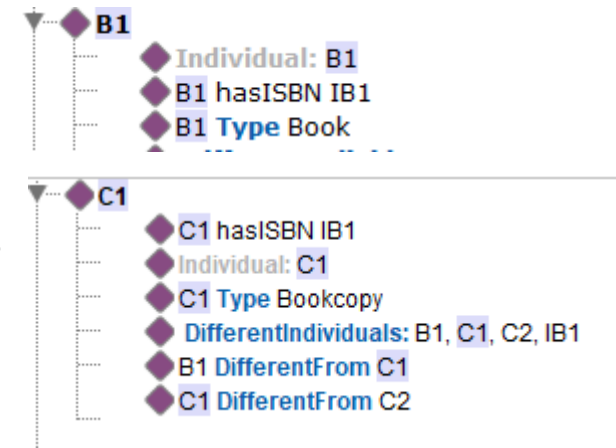 B1
Individual: B1
B1 hasISBN IB1
B1 Type Book
C1
C1 hasISBN IB1
Individual: C1
C1 Type Bookcopy
DifferentIndividuals: B1, C1, C2, IB1
B1 DifferentFrom C1
C1 DifferentFrom C2